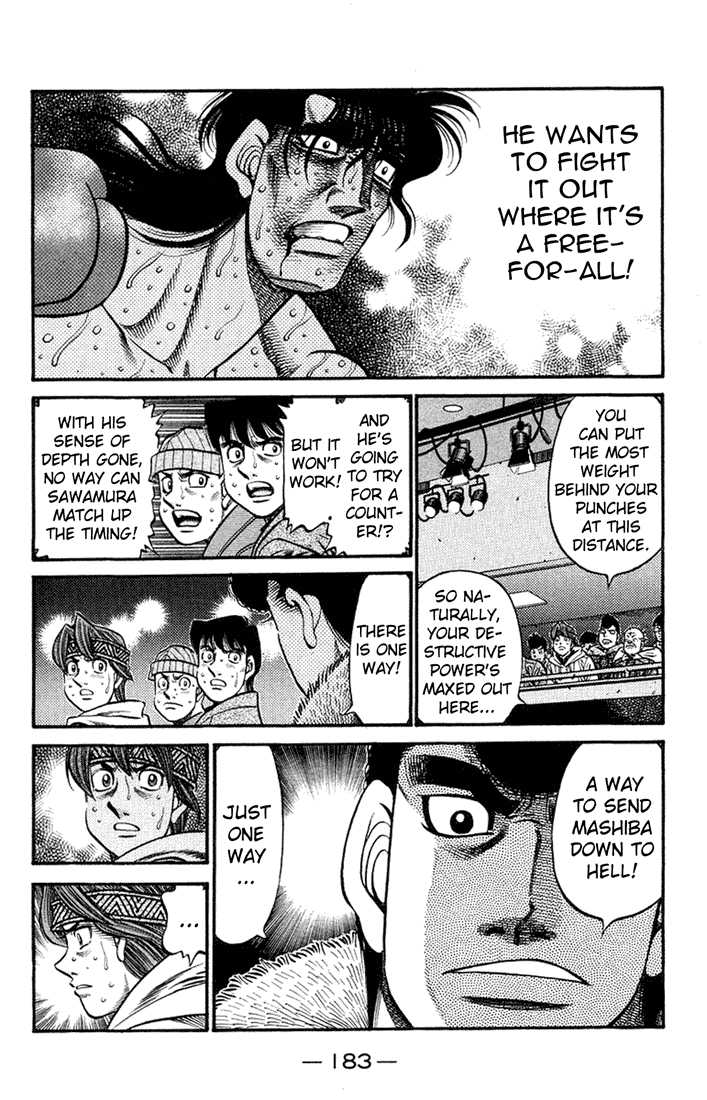 HE WANTS
TO FIGHT
IT OUT
WHERE IT'S
A FREE-
FOR-ALL!
YOU
CAN PUT
THE MOST
WEIGHT
BEHIND YOUR
PUNCHES
AT THIS
DISTANCE.
SO NA-
TURALLY,
YOUR DE-
STRUCTIVE
POWER'S
MAXED OUT
HERE...
AND
HE'S
GOING
TO TRY
FOR A
COUNT-
ER!?
BUT IT
WON'T
WORK!
WITH HIS
SENSE OF
DEPTH GONE,
NO WAY CAN
SAWAMURA
MATCH UP
THE TIMING!
THERE
IS ONE
WAY!
A WAY
TO SEND
MASHIBA
DOWN TO
HELL!
JUST
ONE
WAY
...
...
— 183 —